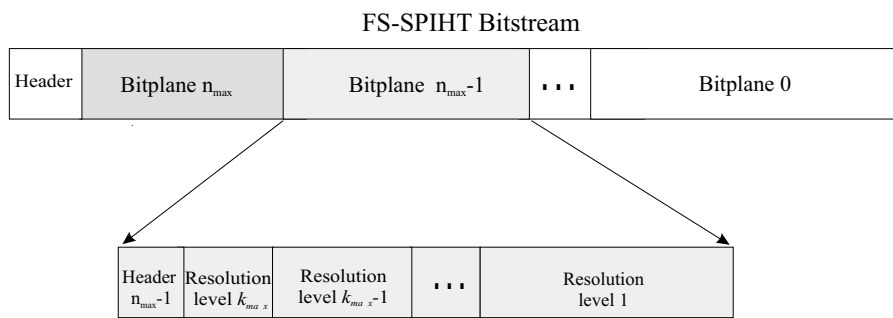 FS-SPIHT Bitstream
Header
Bitplane n_max
Bitplane n_max-1
...
Bitplane 0
Header
n_max-1
Resolution
level k_max
Resolution
level k_max-1
...
Resolution
level 1